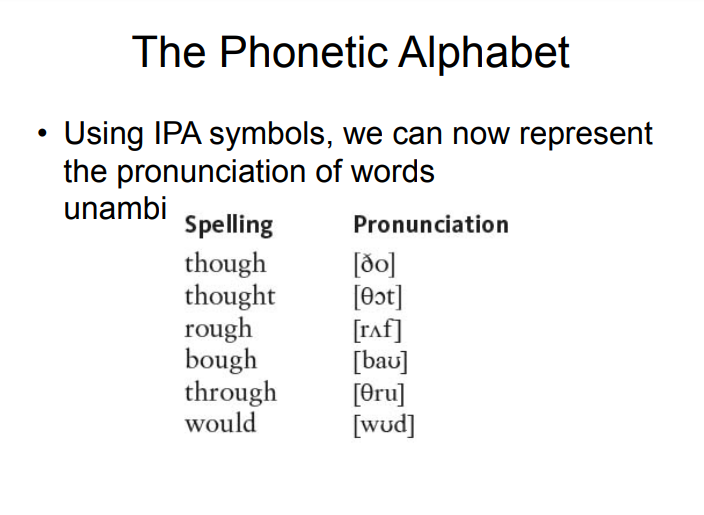 The Phonetic Alphabet
• Using IPA symbols, we can now represent
the pronunciation of words
unambi
Spelling Pronunciation
though [ðo]
thought [θɔt]
rough [rʌf]
bough [baʊ]
through [θru]
would [wʊd]